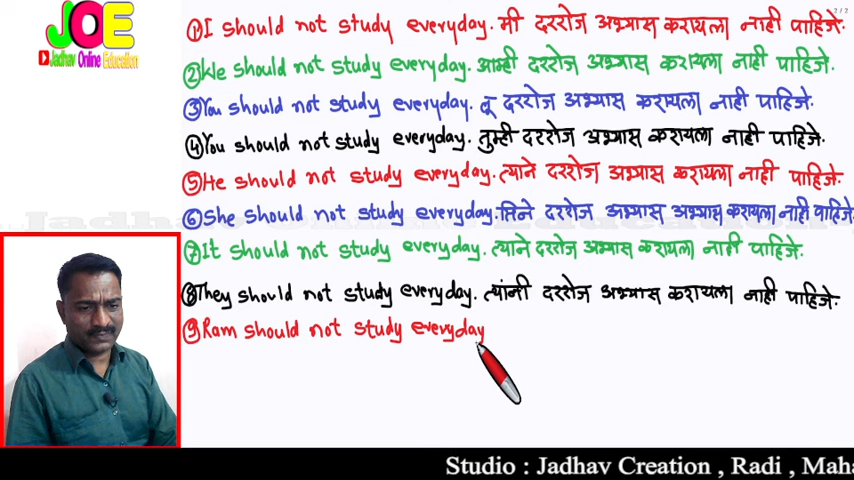 JOE
Jadhav Online Education
2/2
① I should not study everyday. मी दररोज अभ्यास करायला नाही पाहिजे.
② We should not study everyday. आम्ही दररोज अभ्यास करायला नाही पाहिजे.
③ You should not study everyday. तू दररोज अभ्यास करायला नाही पाहिजे.
④ You should not study everyday. तुम्ही दररोज अभ्यास करायला नाही पाहिजे.
⑤ He should not study everyday. त्याने दररोज अभ्यास करायला नाही पाहिजे.
⑥ She should not study everyday. तिने दररोज अभ्यास अभ्यास करायला नाही पाहिजे.
⑦ It should not study everyday. त्याने दररोज अभ्यास करायला नाही पाहिजे.
⑧ They should not study everyday. त्यांनी दररोज अभ्यास करायला नाही पाहिजे.
⑨ Ram should not study everyday
Studio : Jadhav Creation , Radi , Maha